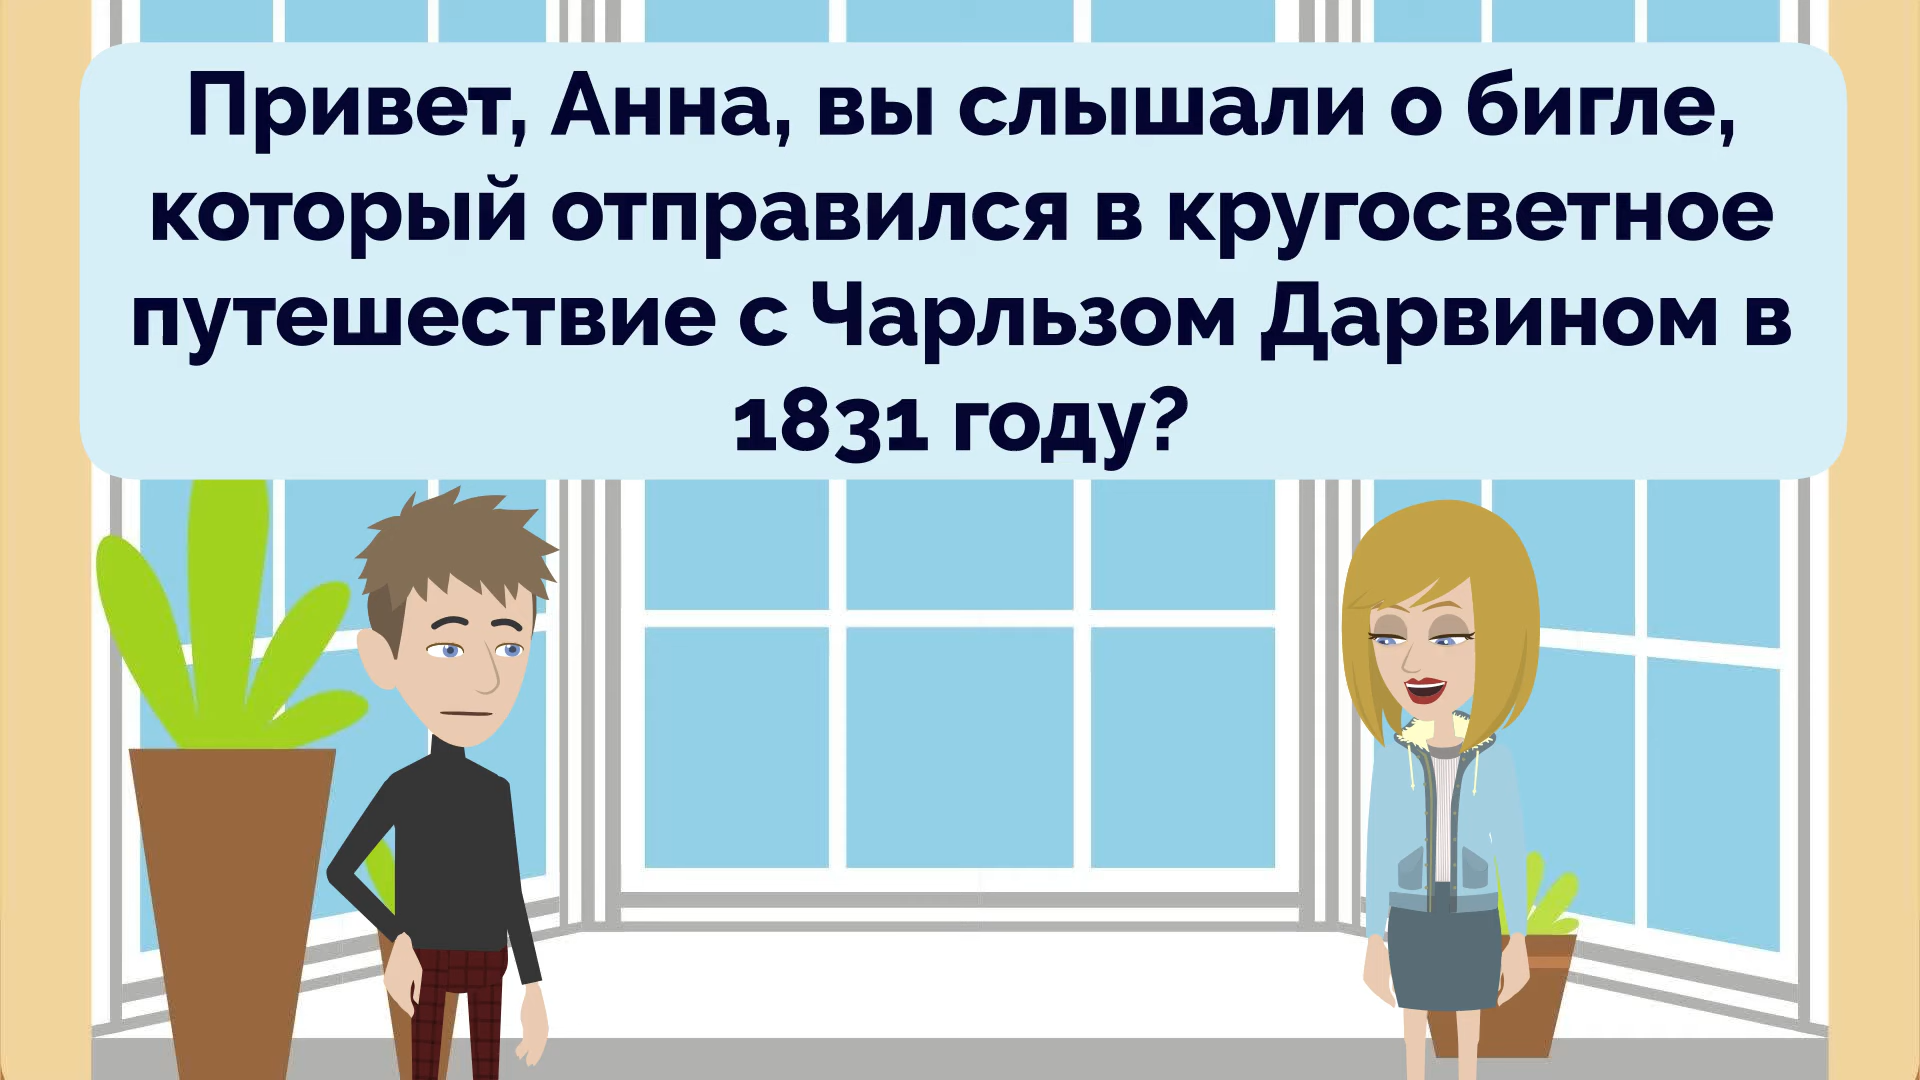 Привет, Анна, вы слышали о бигле,
который отправился в кругосветное
путешествие с Чарльзом Дарвином в
1831 году?